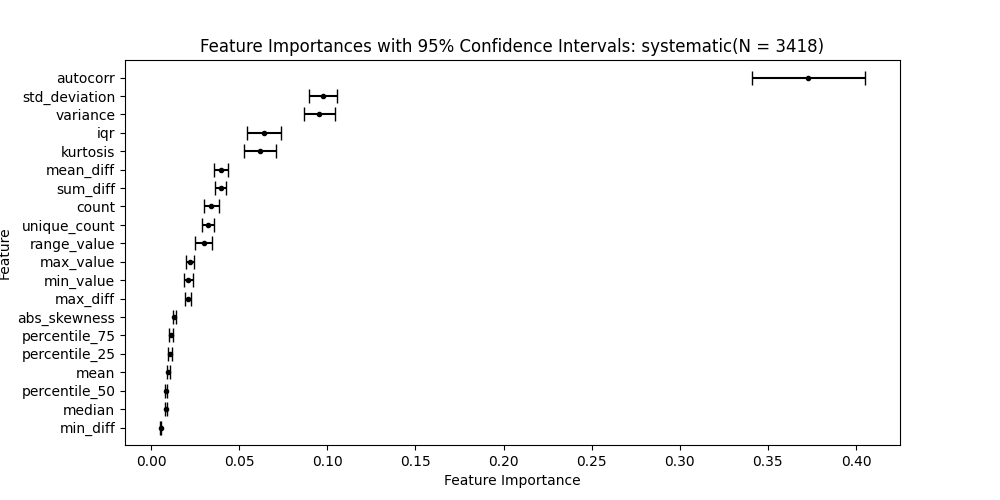 Feature Importances with 95% Confidence Intervals: systematic(N = 3418)
Feature
autocorr
std_deviation
variance
iqr
kurtosis
mean_diff
sum_diff
count
unique_count
range_value
max_value
min_value
max_diff
abs_skewness
percentile_75
percentile_25
mean
percentile_50
median
min_diff
0.00 0.05 0.10 0.15 0.20 0.25 0.30 0.35 0.40
Feature Importance